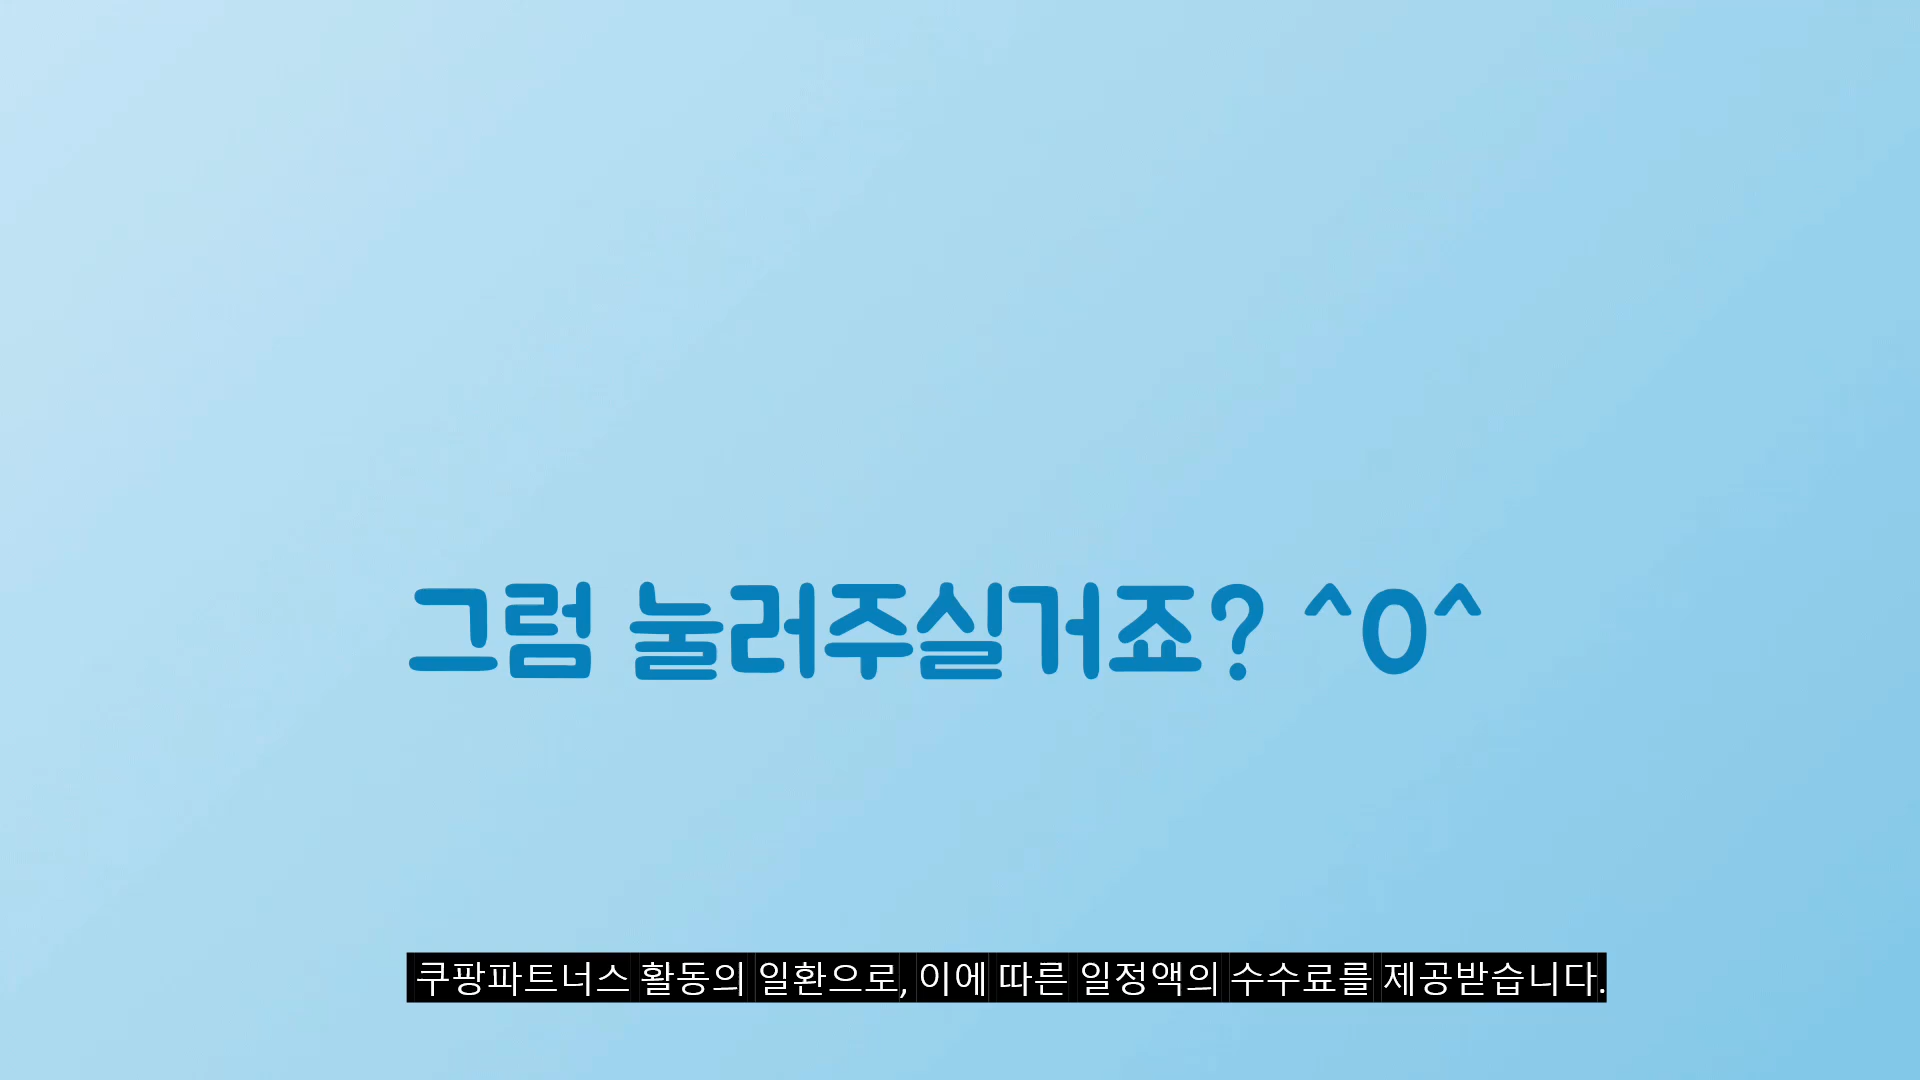 그럼 눌러주실거죠? ^0^
쿠팡파트너스 활동의 일환으로, 이에 따른 일정액의 수수료를 제공받습니다.